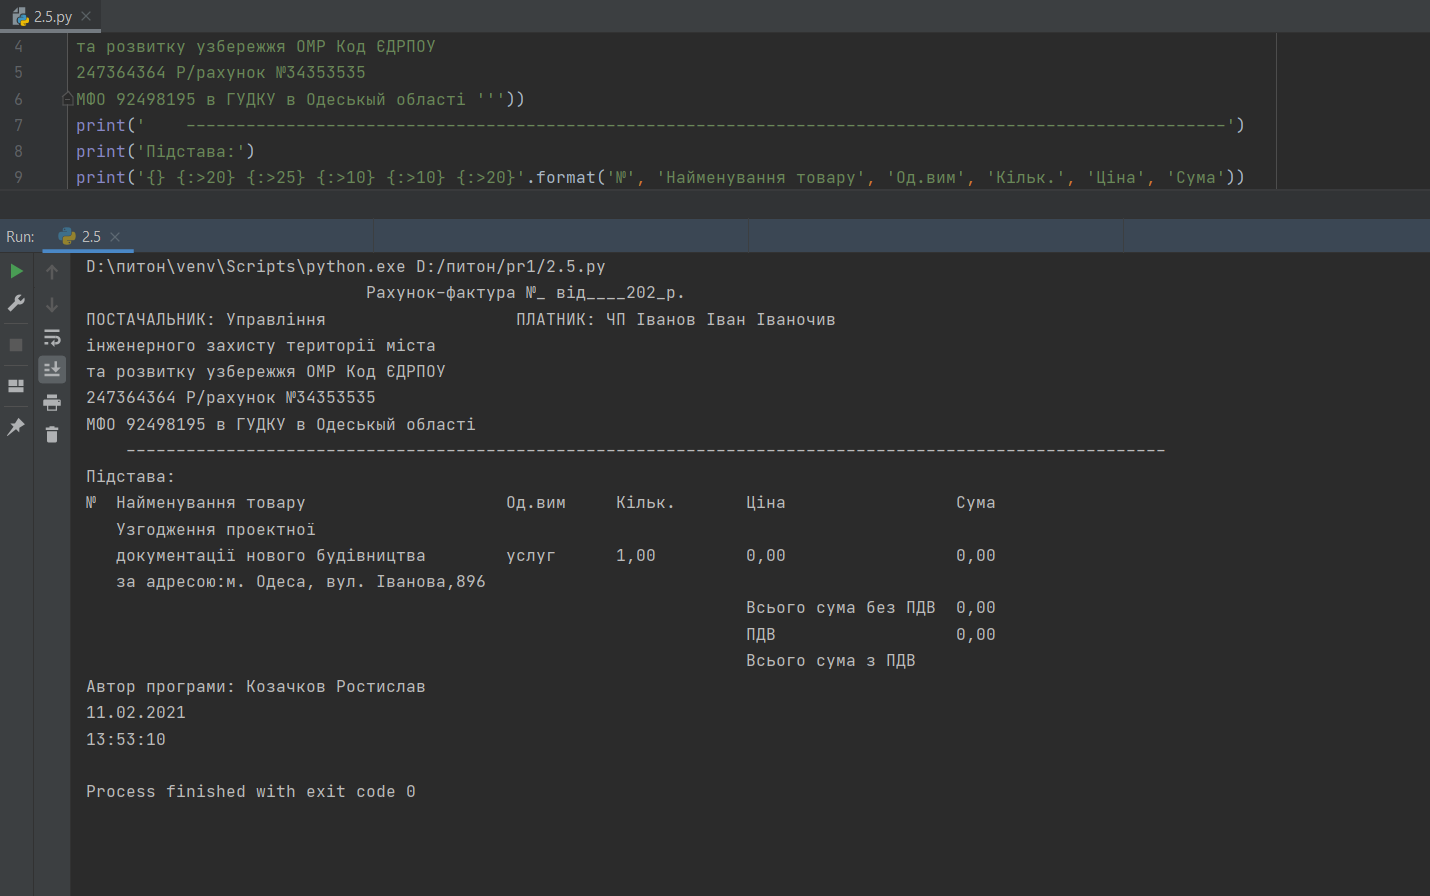 2.5.py
4 та розвитку узбережжя ОМР Код ЄДРПОУ
5 247364364 Р/рахунок №34353535
6 МФО 92498195 в ГУДКУ в Одеськый області '''))
7 print('    --------------------------------------------------------------------------------------------------------')
8 print('Підстава:')
9 print('{} {:>20} {:>25} {:>10} {:>10} {:>20}'.format('№', 'Найменування товару', 'Од.вим', 'Кільк.', 'Ціна', 'Сума'))
Run: 2.5
D:\питон\venv\Scripts\python.exe D:/питон/pr1/2.5.py
Рахунок-фактура №_ від____202_р.
ПОСТАЧАЛЬНИК: Управління ПЛАТНИК: ЧП Іванов Іван Іваночив
інженерного захисту території міста
та розвитку узбережжя ОМР Код ЄДРПОУ
247364364 Р/рахунок №34353535
МФО 92498195 в ГУДКУ в Одеськый області
--------------------------------------------------------------------------------------------------------
Підстава:
№ Найменування товару Од.вим Кільк. Ціна Сума
Узгодження проектної
документації нового будівництва услуг 1,00 0,00 0,00
за адресою:м. Одеса, вул. Іванова,896
Всього сума без ПДВ 0,00
ПДВ 0,00
Всього сума з ПДВ
Автор програми: Козачков Ростислав
11.02.2021
13:53:10
Process finished with exit code 0